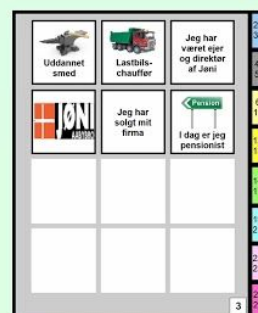 Uddannet
smed
Lastbils-
chauffør
Jeg har
været ejer
og direktør
af Jøni
JØNI
Jeg har
solgt mit
firma
Pension
I dag er jeg
pensionist
3